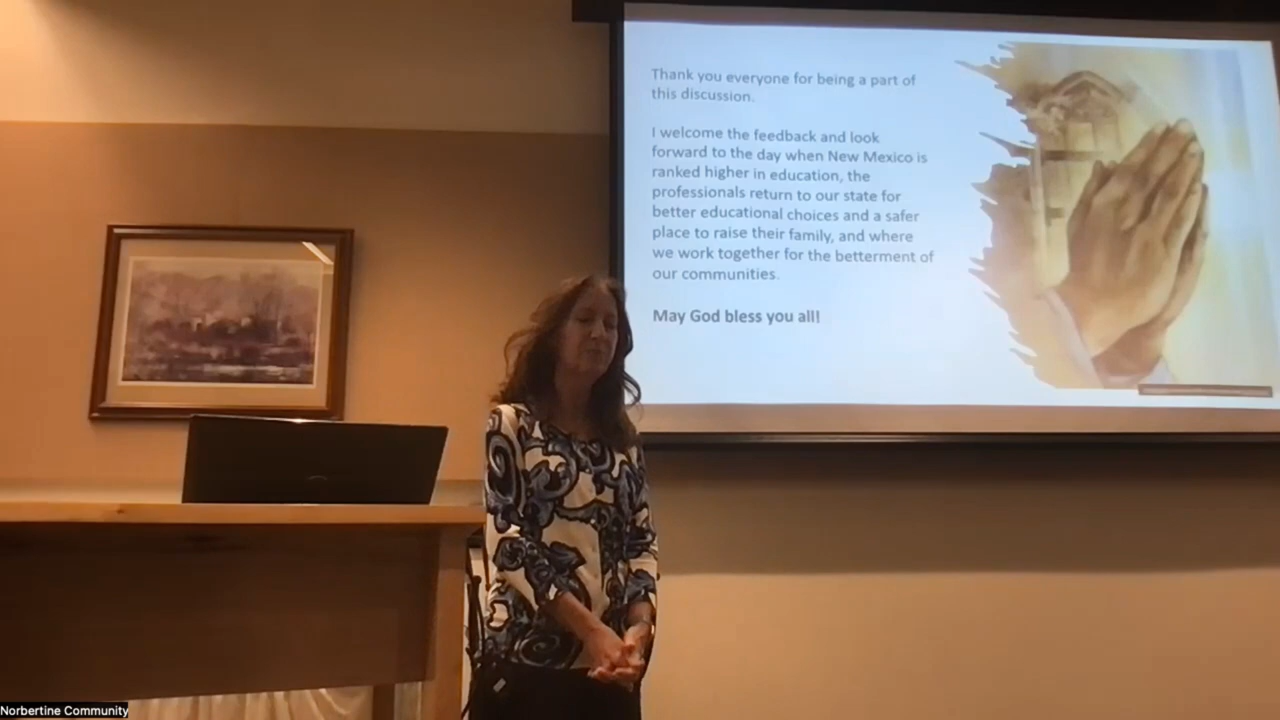 Thank you everyone for being a part of
this discussion.
I welcome the feedback and look
forward to the day when New Mexico is
ranked higher in education, the
professionals return to our state for
better educational choices and a safer
place to raise their family, and where
we work together for the betterment of
our communities.
May God bless you all!
Norbertine Community